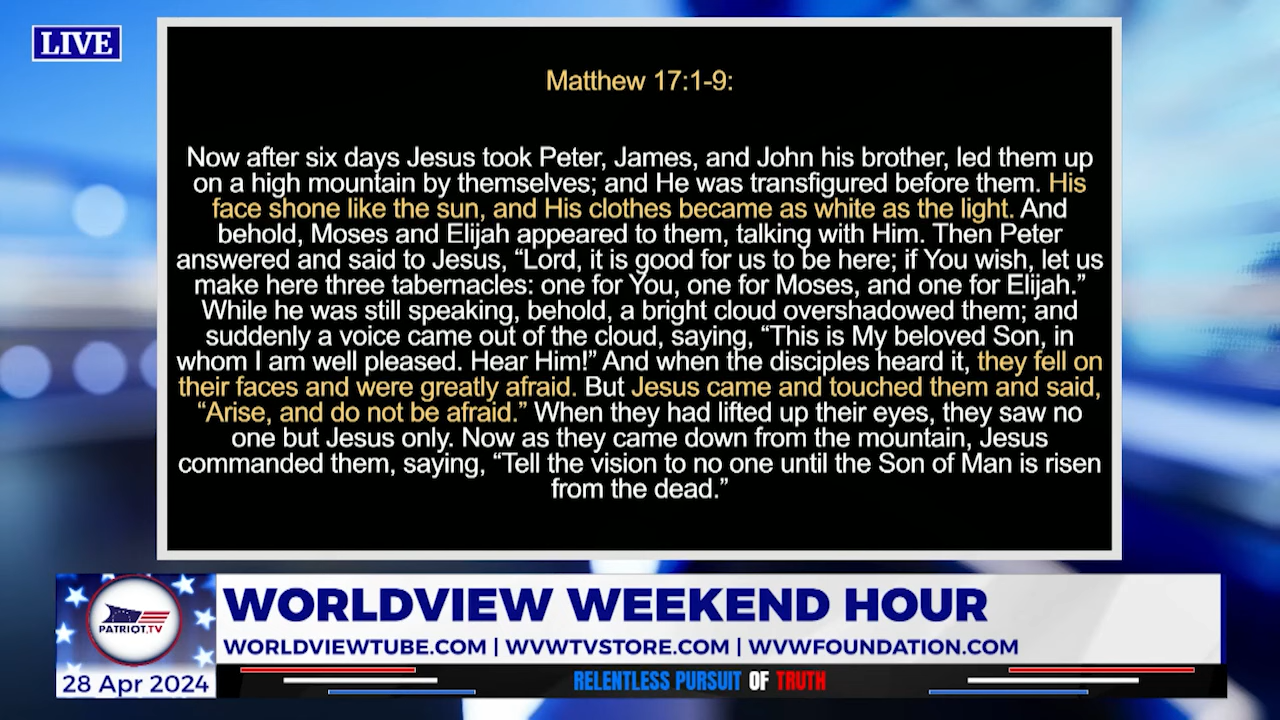 LIVE
Matthew 17:1-9:
Now after six days Jesus took Peter, James, and John his brother, led them up
on a high mountain by themselves; and He was transfigured before them. His
face shone like the sun, and His clothes became as white as the light. And
behold, Moses and Elijah appeared to them, talking with Him. Then Peter
answered and said to Jesus, “Lord, it is good for us to be here; if You wish, let us
make here three tabernacles: one for You, one for Moses, and one for Elijah.”
While he was still speaking, behold, a bright cloud overshadowed them; and
suddenly a voice came out of the cloud, saying, “This is My beloved Son, in
whom I am well pleased. Hear Him!” And when the disciples heard it, they fell on
their faces and were greatly afraid. But Jesus came and touched them and said,
“Arise, and do not be afraid.” When they had lifted up their eyes, they saw no
one but Jesus only. Now as they came down from the mountain, Jesus
commanded them, saying, “Tell the vision to no one until the Son of Man is risen
from the dead.”
PATRIOT.TV
WORLDVIEW WEEKEND HOUR
WORLDVIEWTUBE.COM | WVWTVSTORE.COM | WVWFOUNDATION.COM
28 Apr 2024
RELENTLESS PURSUIT OF TRUTH